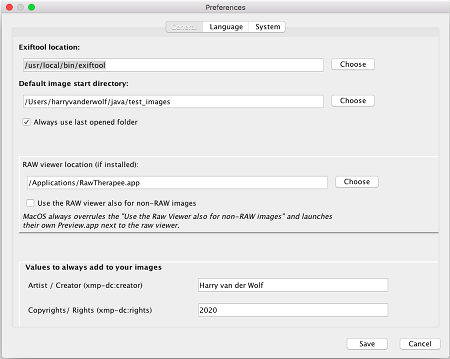 Preferences
General Language System
Exiftool location:
/usr/local/bin/exiftool Choose
Default image start directory:
/Users/harryvanderwolf/java/test_images Choose
Always use last opened folder
RAW viewer location (if installed):
/Applications/RawTherapee.app Choose
Use the RAW viewer also for non-RAW images
MacOS always overrules the "Use the Raw Viewer also for non-RAW images" and launches
their own Preview.app next to the raw viewer.
Values to always add to your images
Artist / Creator (xmp-dc:creator) Harry van der Wolf
Copyrights/ Rights (xmp-dc:rights) 2020
Save Cancel